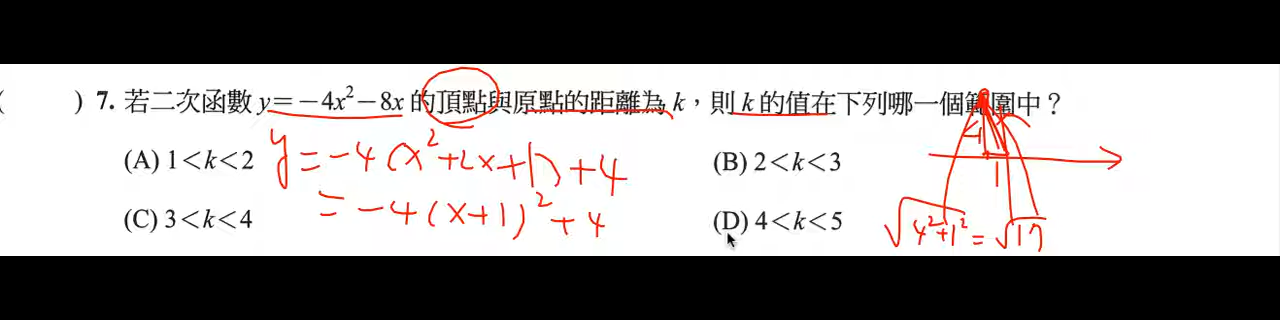 (    ) 7. 若二次函數 y=-4x²-8x 的頂點與原點的距離為 k，則 k 的值在下列哪一個範圍中？
(A) 1<k<2
(B) 2<k<3
(C) 3<k<4
(D) 4<k<5
y = -4(x²+2x+1)+4
= -4(x+1)²+4
4
1
√4²+1² = √17